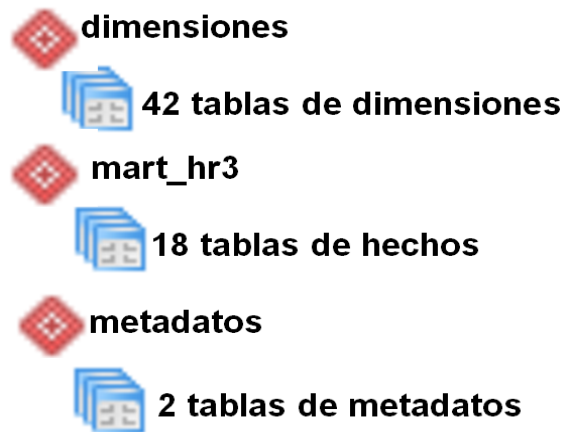 dimensiones
42 tablas de dimensiones
mart_hr3
18 tablas de hechos
metadatos
2 tablas de metadatos